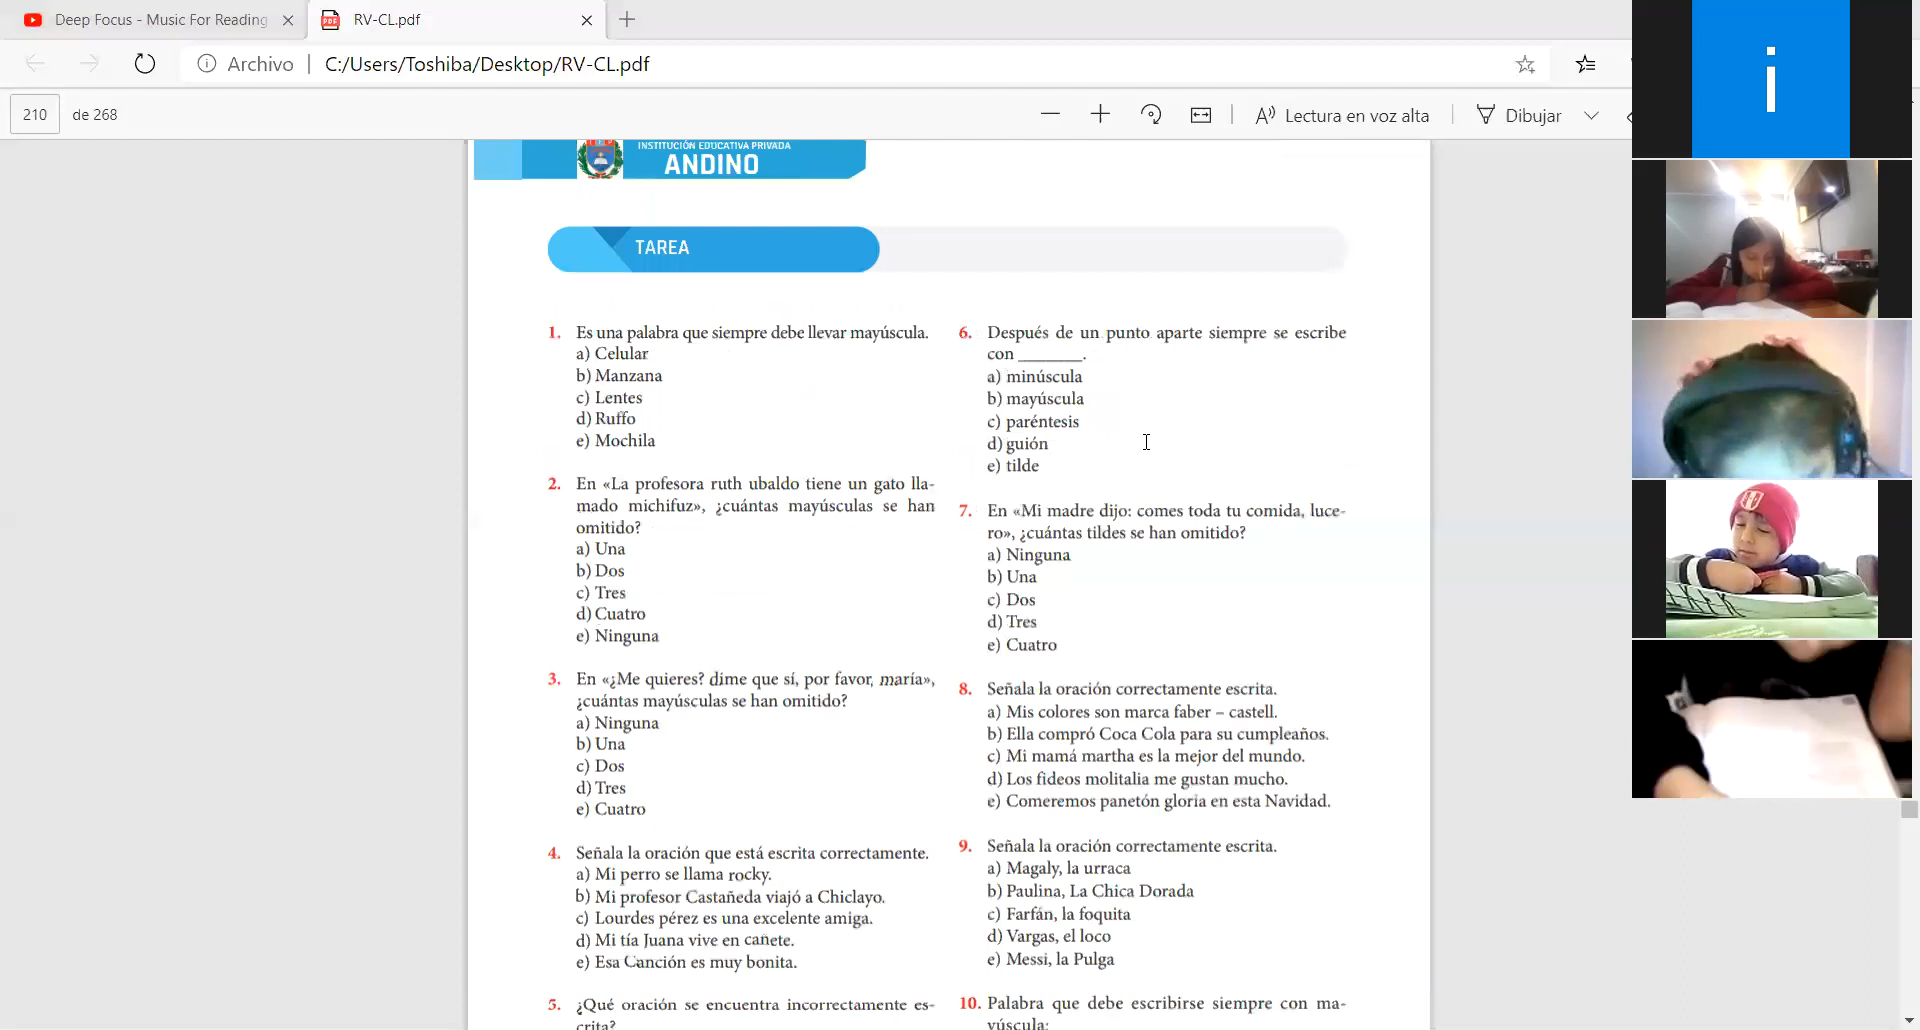 Deep Focus - Music For Reading
RV-CL.pdf
Archivo
C:/Users/Toshiba/Desktop/RV-CL.pdf
210
de 268
Lectura en voz alta
Dibujar
i
INSTITUCIÓN EDUCATIVA PRIVADA
ANDINO
TAREA
1. Es una palabra que siempre debe llevar mayúscula.
a) Celular
b) Manzana
c) Lentes
d) Ruffo
e) Mochila
2. En «La profesora ruth ubaldo tiene un gato lla-
mado michifuz», ¿cuántas mayúsculas se han
omitido?
a) Una
b) Dos
c) Tres
d) Cuatro
e) Ninguna
3. En «¿Me quieres? dime que sí, por favor, maría»,
¿cuántas mayúsculas se han omitido?
a) Ninguna
b) Una
c) Dos
d) Tres
e) Cuatro
4. Señala la oración que está escrita correctamente.
a) Mi perro se llama rocky.
b) Mi profesor Castañeda viajó a Chiclayo.
c) Lourdes pérez es una excelente amiga.
d) Mi tía Juana vive en cañete.
e) Esa Canción es muy bonita.
5. ¿Qué oración se encuentra incorrectamente es-
crita?
6. Después de un punto aparte siempre se escribe
con ________.
a) minúscula
b) mayúscula
c) paréntesis
d) guión
e) tilde
7. En «Mi madre dijo: comes toda tu comida, luce-
ro», ¿cuántas tildes se han omitido?
a) Ninguna
b) Una
c) Dos
d) Tres
e) Cuatro
8. Señala la oración correctamente escrita.
a) Mis colores son marca faber – castell.
b) Ella compró Coca Cola para su cumpleaños.
c) Mi mamá martha es la mejor del mundo.
d) Los fideos molitalia me gustan mucho.
e) Comeremos panetón gloria en esta Navidad.
9. Señala la oración correctamente escrita.
a) Magaly, la urraca
b) Paulina, La Chica Dorada
c) Farfán, la foquita
d) Vargas, el loco
e) Messi, la Pulga
10. Palabra que debe escribirse siempre con ma-
yúscula: